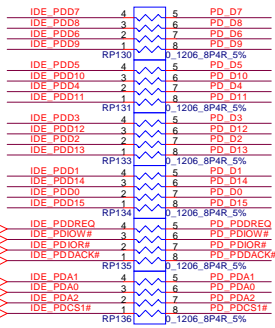 IDE_PDD7 4 5 PD_D7
IDE_PDD8 3 6 PD_D8
IDE_PDD6 2 7 PD_D6
IDE_PDD9 1 8 PD_D9
RP130 0_1206_8P4R_5%
IDE_PDD5 4 5 PD_D5
IDE_PDD10 3 6 PD_D10
IDE_PDD4 2 7 PD_D4
IDE_PDD11 1 8 PD_D11
RP131 0_1206_8P4R_5%
IDE_PDD3 4 5 PD_D3
IDE_PDD12 3 6 PD_D12
IDE_PDD2 2 7 PD_D2
IDE_PDD13 1 8 PD_D13
RP133 0_1206_8P4R_5%
IDE_PDD1 4 5 PD_D1
IDE_PDD14 3 6 PD_D14
IDE_PDD0 2 7 PD_D0
IDE_PDD15 1 8 PD_D15
RP134 0_1206_8P4R_5%
IDE_PDDREQ 4 5 PD_PDDREQ
IDE_PDIOW# 3 6 PD_PDIOW#
IDE_PDIOR# 2 7 PD_PDIOR#
IDE_PDDACK# 1 8 PD_PDDACK#
RP135 0_1206_8P4R_5%
IDE_PDA1 4 5 PD_PDA1
IDE_PDA0 3 6 PD_PDA0
IDE_PDA2 2 7 PD_PDA2
IDE_PDCS1# 1 8 PD_PDCS1#
RP136 0_1206_8P4R_5%